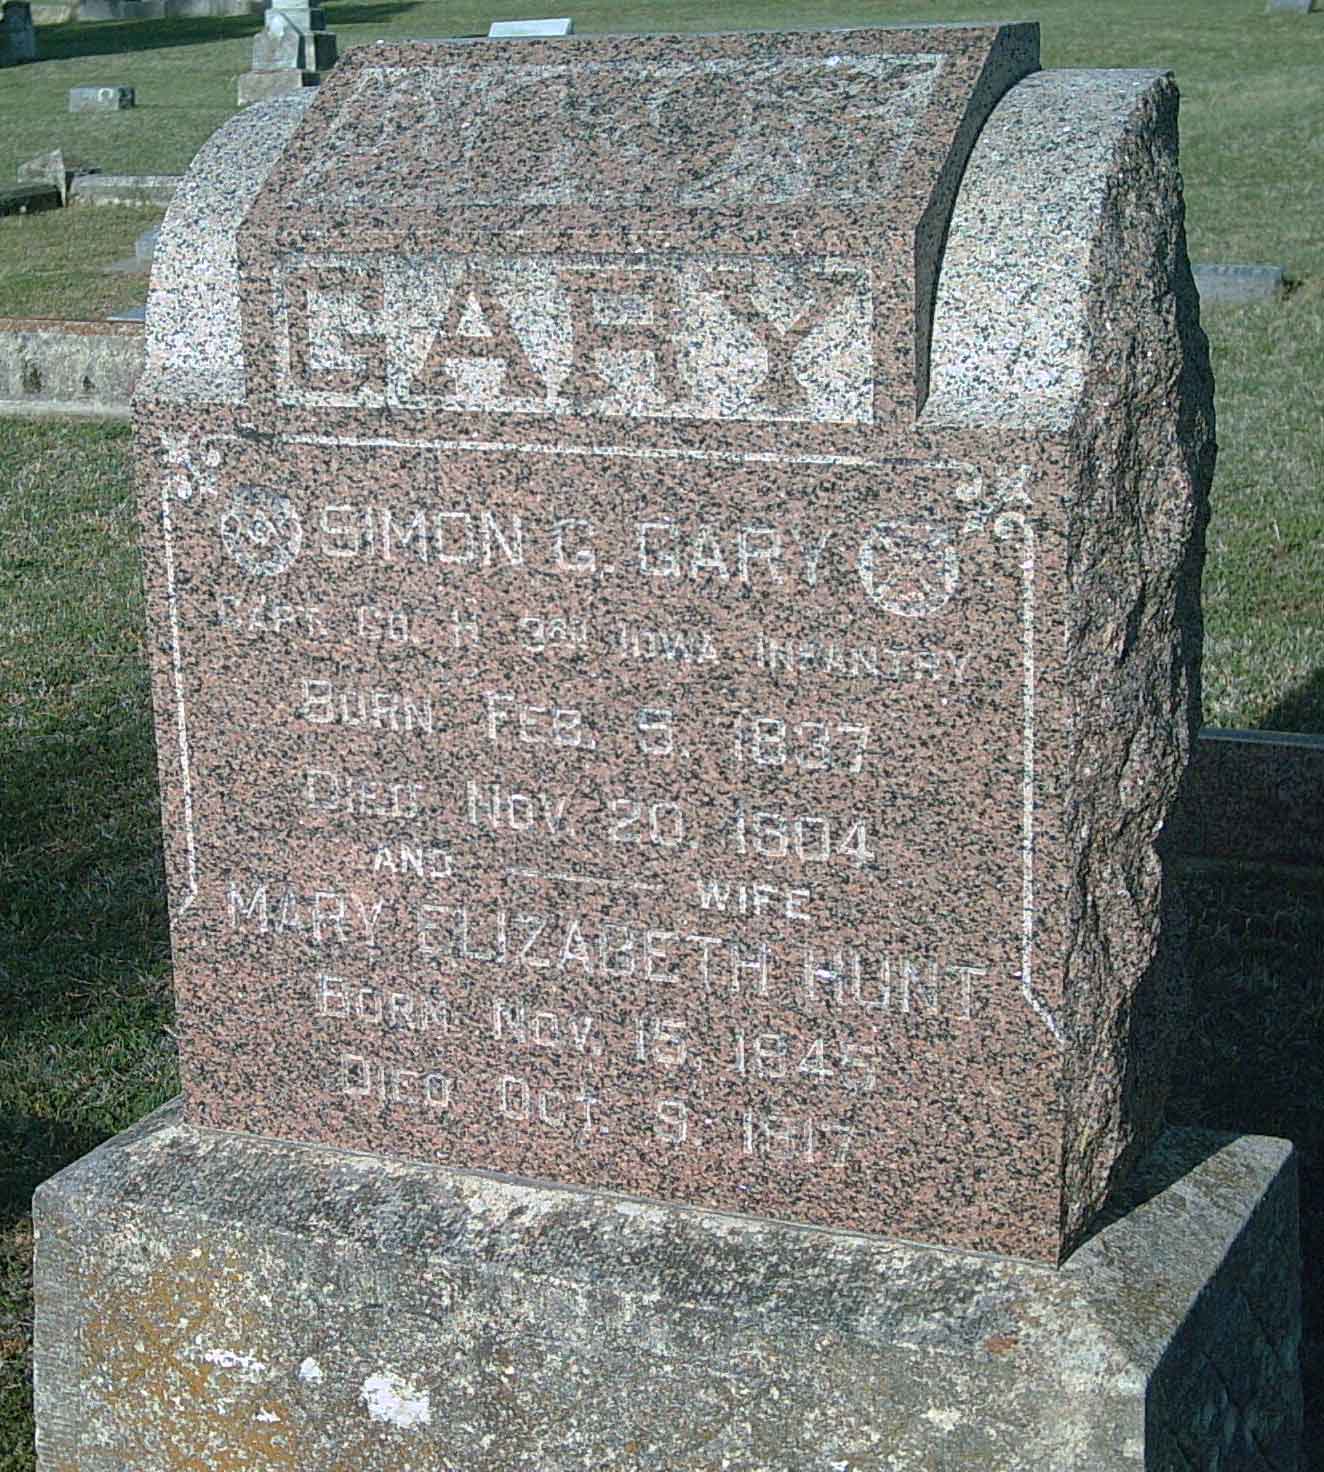 GARY
SIMON G. GARY
CAPT. CO. H 3RD IOWA INFANTRY
BORN FEB. 5. 1837
DIED NOV. 20. 1904
AND — WIFE
MARY ELIZABETH HUNT
BORN NOV. 15. 1845
DIED OCT. 9. 1917